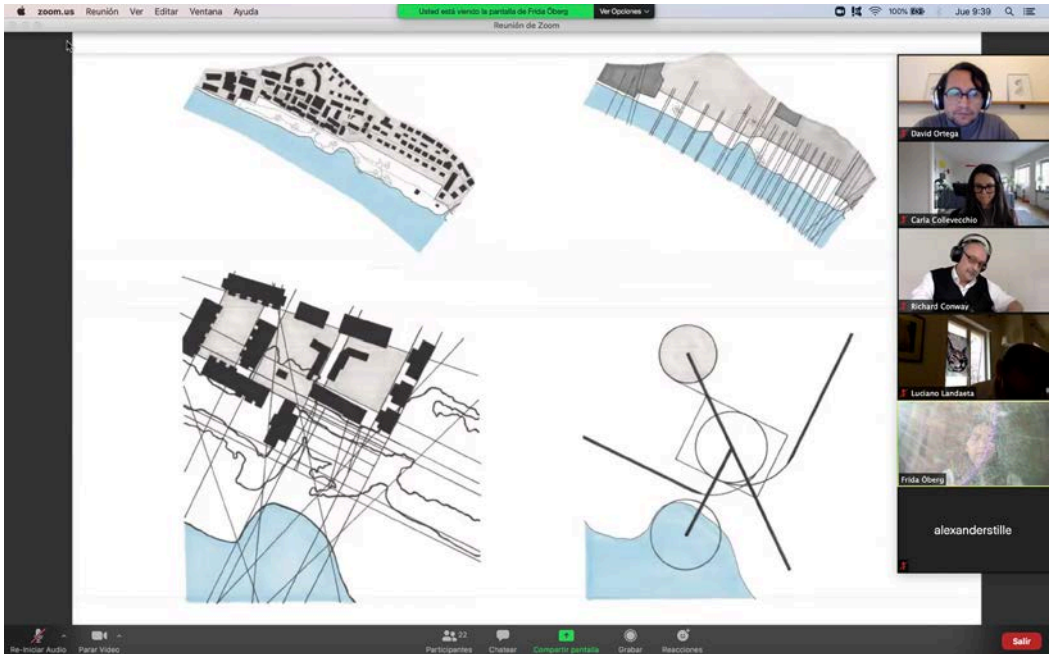 zoom.us Reunión Ver Editar Ventana Ayuda
Usted está viendo la pantalla de Frida Öberg
Ver Opciones
100%
Jue 9:39
Reunión de Zoom
David Ortega
Carla Collevecchio
Richard Conway
Luciano Landaeta
Frida Öberg
alexanderstille
Re-Iniciar Audio
Parar Video
22
Participantes
Chatear
Compartir pantalla
Grabar
Reacciones
Salir